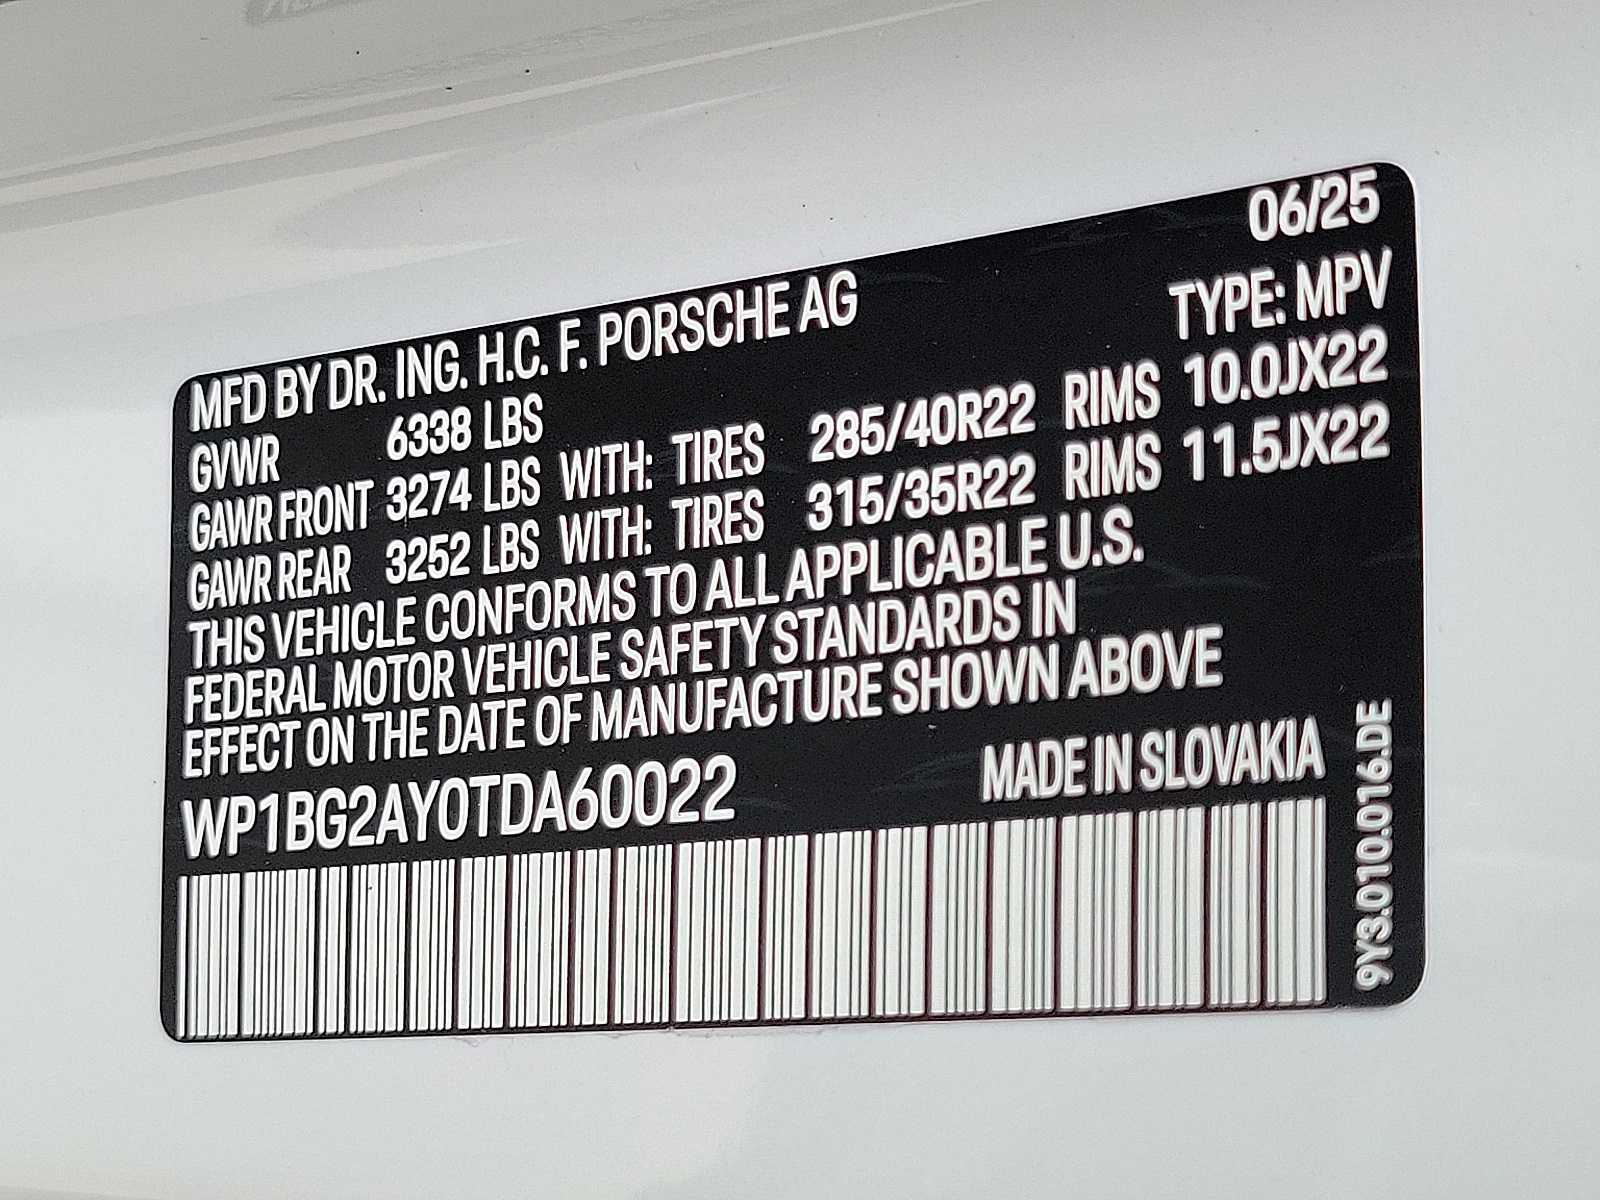 06/25
MFD BY DR. ING. H.C. F. PORSCHE AG TYPE: MPV
GVWR 6338 LBS
GAWR FRONT 3274 LBS WITH: TIRES 285/40R22 RIMS 10.0JX22
GAWR REAR 3252 LBS WITH: TIRES 315/35R22 RIMS 11.5JX22
THIS VEHICLE CONFORMS TO ALL APPLICABLE U.S.
FEDERAL MOTOR VEHICLE SAFETY STANDARDS IN
EFFECT ON THE DATE OF MANUFACTURE SHOWN ABOVE
WP1BG2AY0TDA60022 MADE IN SLOVAKIA
9Y3.010.016.DE